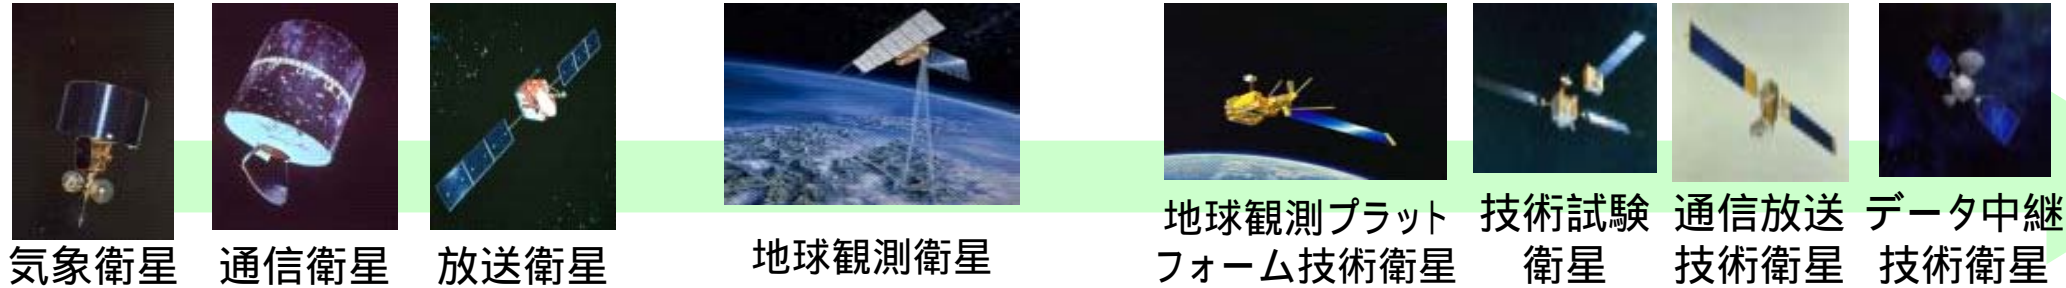 気象衛星
通信衛星
放送衛星
地球観測衛星
地球観測プラット
フォーム技術衛星
技術試験
衛星
通信放送
技術衛星
データ中継
技術衛星